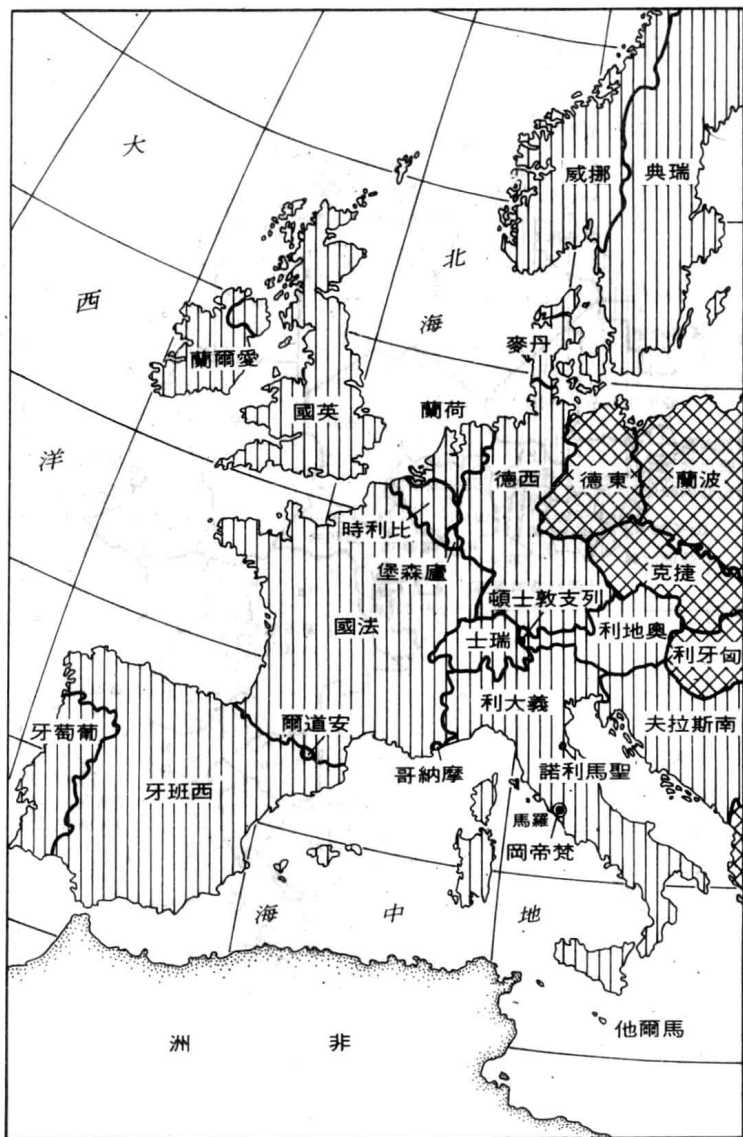 大西洋
挪威
瑞典
北海
丹麥
愛爾蘭
英國
荷蘭
西德
東德
波蘭
比利時
盧森堡
捷克
列支敦士頓
法國
瑞士
奧地利
匈牙利
義大利
南斯拉夫
安道爾
葡萄牙
西班牙
摩納哥
聖馬利諾
羅馬
梵帝岡
地中海
馬爾他
非洲